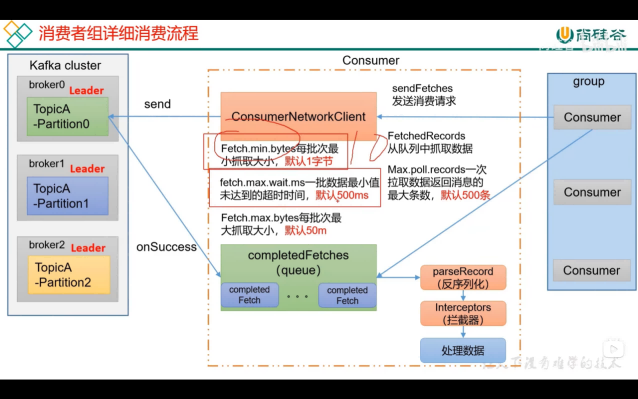 消费者组详细消费流程
尚硅谷
Kafka cluster
broker0
Leader
TopicA
-Partition0
broker1
Leader
TopicA
-Partition1
broker2
Leader
TopicA
-Partition2
send
onSuccess
Consumer
ConsumerNetworkClient
Fetch.min.bytes每批次最
小抓取大小，默认1字节
fetch.max.wait.ms一批数据最小值
未达到的超时时间，默认500ms
Fetch.max.bytes每批次最
大抓取大小，默认50m
completedFetches
(queue)
completed
Fetch
...
completed
Fetch
sendFetches
发送消费请求
FetchedRecords
从队列中抓取数据
Max.poll.records一次
拉取数据返回消息的
最大条数，默认500条
parseRecord
(反序列化)
Interceptors
(拦截器)
处理数据
group
Consumer
Consumer
Consumer
没有难学的技术